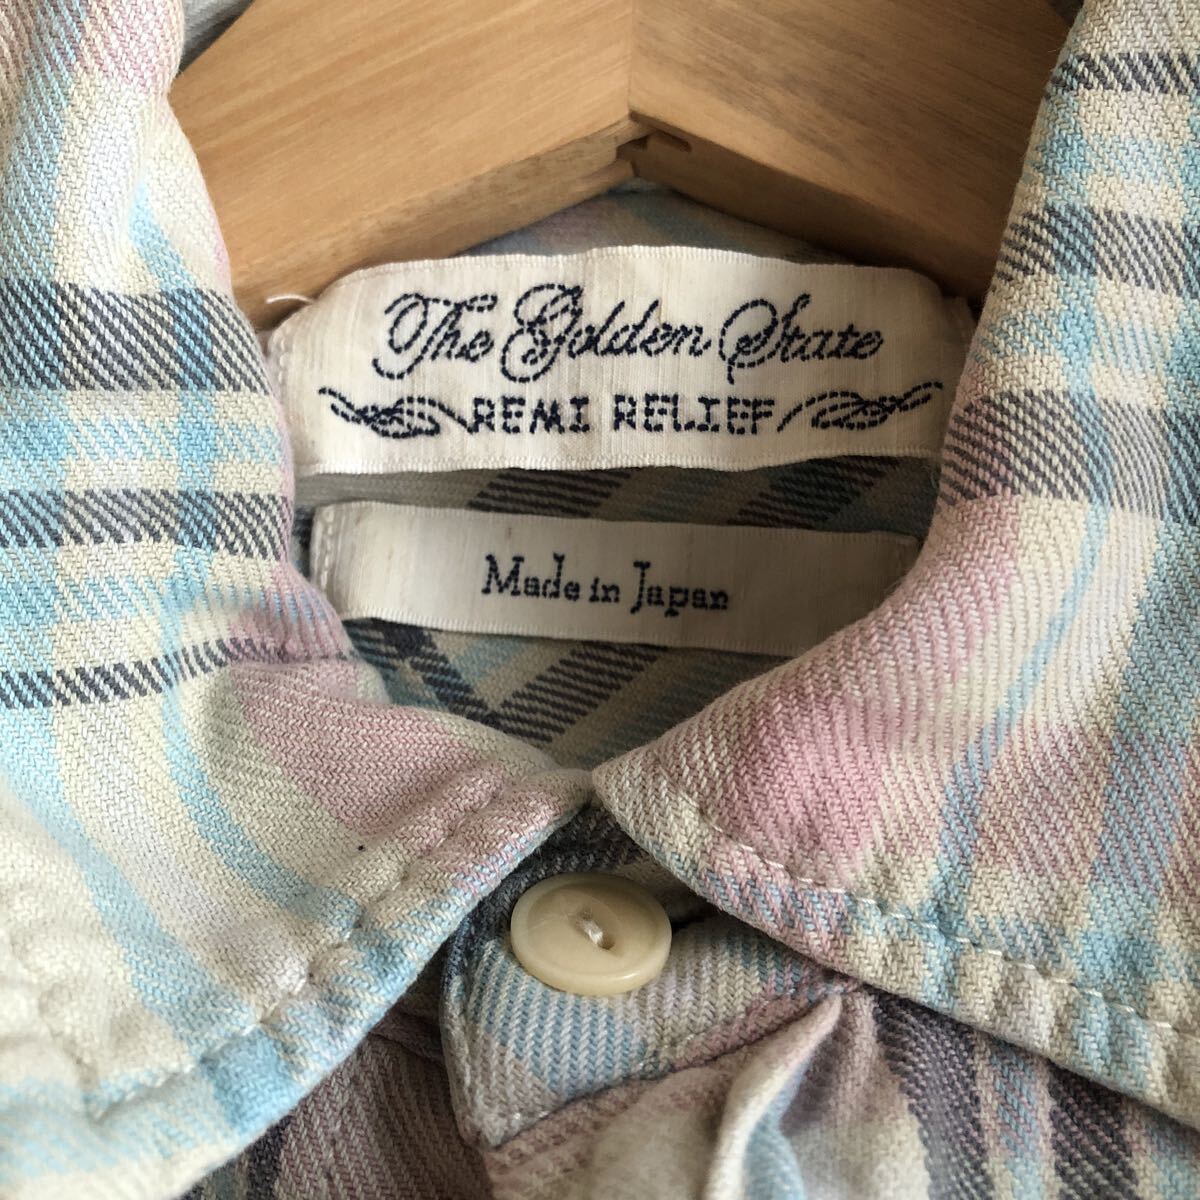 The Golden State
REMI RELIEF
Made in Japan